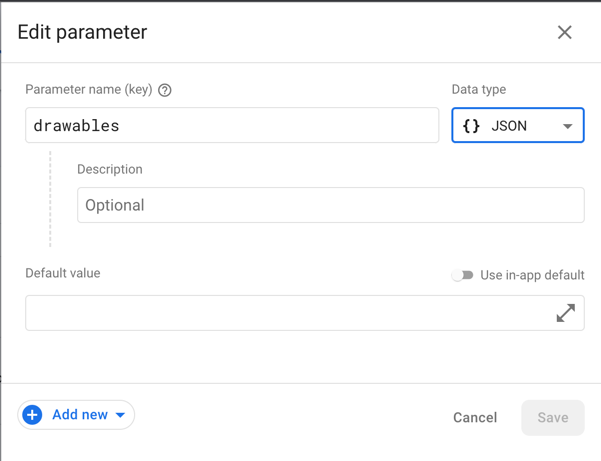 Edit parameter
Parameter name (key)
Data type
drawables
{} JSON
Description
Optional
Default value
Use in-app default
Add new
Cancel
Save